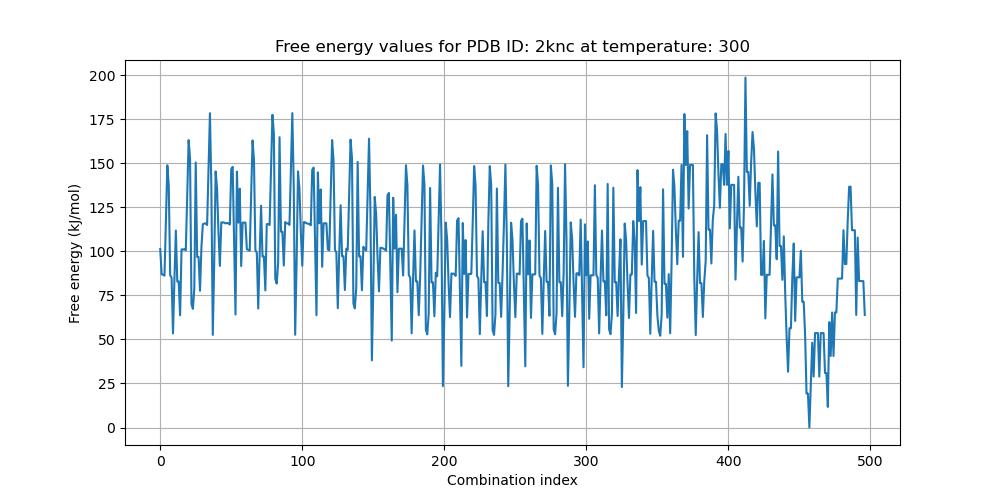 Free energy values for PDB ID: 2knc at temperature: 300
Free energy (kJ/mol)
200
175
150
125
100
75
50
25
0
0 100 200 300 400 500
Combination index